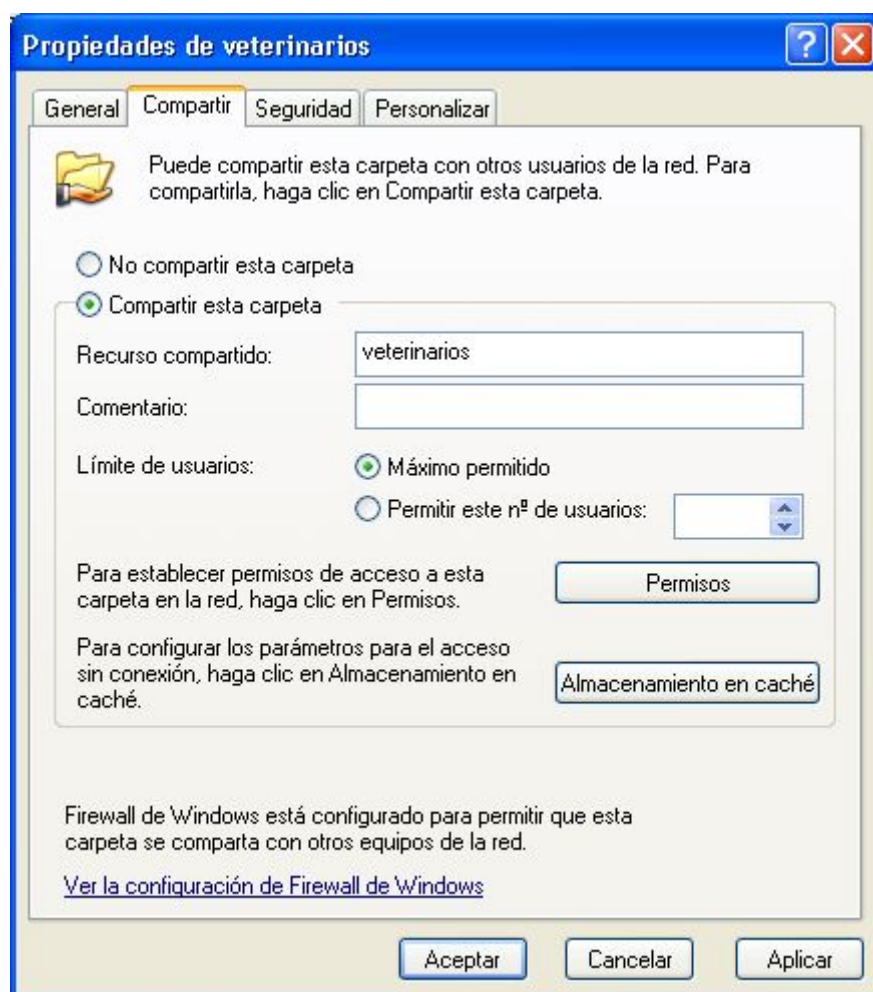 Propiedades de veterinarios
General Compartir Seguridad Personalizar
Puede compartir esta carpeta con otros usuarios de la red. Para
compartirla, haga clic en Compartir esta carpeta.
No compartir esta carpeta
Compartir esta carpeta
Recurso compartido: veterinarios
Comentario:
Límite de usuarios: Máximo permitido
Permitir este nº de usuarios:
Para establecer permisos de acceso a esta
carpeta en la red, haga clic en Permisos.
Permisos
Para configurar los parámetros para el acceso
sin conexión, haga clic en Almacenamiento en
caché.
Almacenamiento en caché
Firewall de Windows está configurado para permitir que esta
carpeta se comparta con otros equipos de la red.
Ver la configuración de Firewall de Windows
Aceptar Cancelar Aplicar